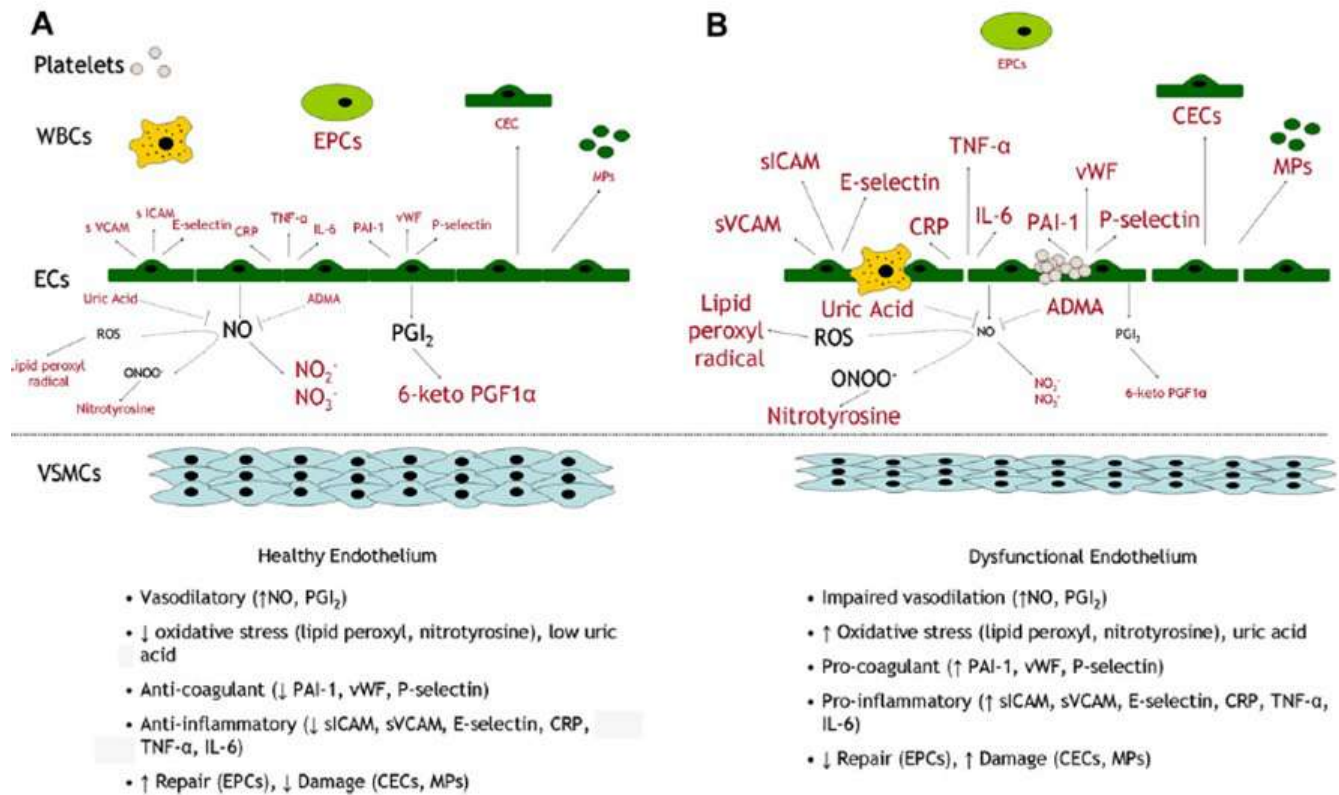 A
Platelets
WBCs
EPCs
CEC
MPs
s VCAM
s ICAM
E-selectin
CRP
TNF-α
IL-6
PAI-1
vWF
P-selectin
ECs
Uric Acid
NO
ADMA
PGI₂
ROS
Lipid peroxyl
radical
ONOO⁻
Nitrotyrosine
NO₂⁻
NO₃⁻
6-keto PGF1α
VSMCs
Healthy Endothelium
• Vasodilatory (↑NO, PGI₂)
• ↓ oxidative stress (lipid peroxyl, nitrotyrosine), low uric
acid
• Anti-coagulant (↓ PAI-1, vWF, P-selectin)
• Anti-inflammatory (↓ sICAM, sVCAM, E-selectin, CRP,
TNF-α, IL-6)
• ↑ Repair (EPCs), ↓ Damage (CECs, MPs)
B
EPCs
CECs
MPs
sVCAM
sICAM
E-selectin
CRP
TNF-α
IL-6
PAI-1
vWF
P-selectin
Lipid
peroxyl
radical
Uric Acid
ROS
NO
ADMA
PGI₂
ONOO⁻
Nitrotyrosine
NO₂⁻
NO₃⁻
6-keto PGF1α
Dysfunctional Endothelium
• Impaired vasodilation (↑NO, PGI₂)
• ↑ Oxidative stress (lipid peroxyl, nitrotyrosine), uric acid
• Pro-coagulant (↑ PAI-1, vWF, P-selectin)
• Pro-inflammatory (↑ sICAM, sVCAM, E-selectin, CRP, TNF-α,
IL-6)
• ↓ Repair (EPCs), ↑ Damage (CECs, MPs)